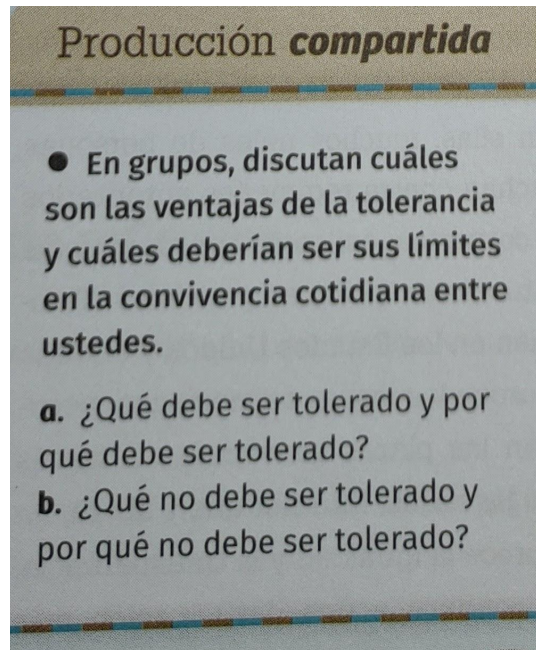 Producción compartida
● En grupos, discutan cuáles
son las ventajas de la tolerancia
y cuáles deberían ser sus límites
en la convivencia cotidiana entre
ustedes.
a. ¿Qué debe ser tolerado y por
qué debe ser tolerado?
b. ¿Qué no debe ser tolerado y
por qué no debe ser tolerado?